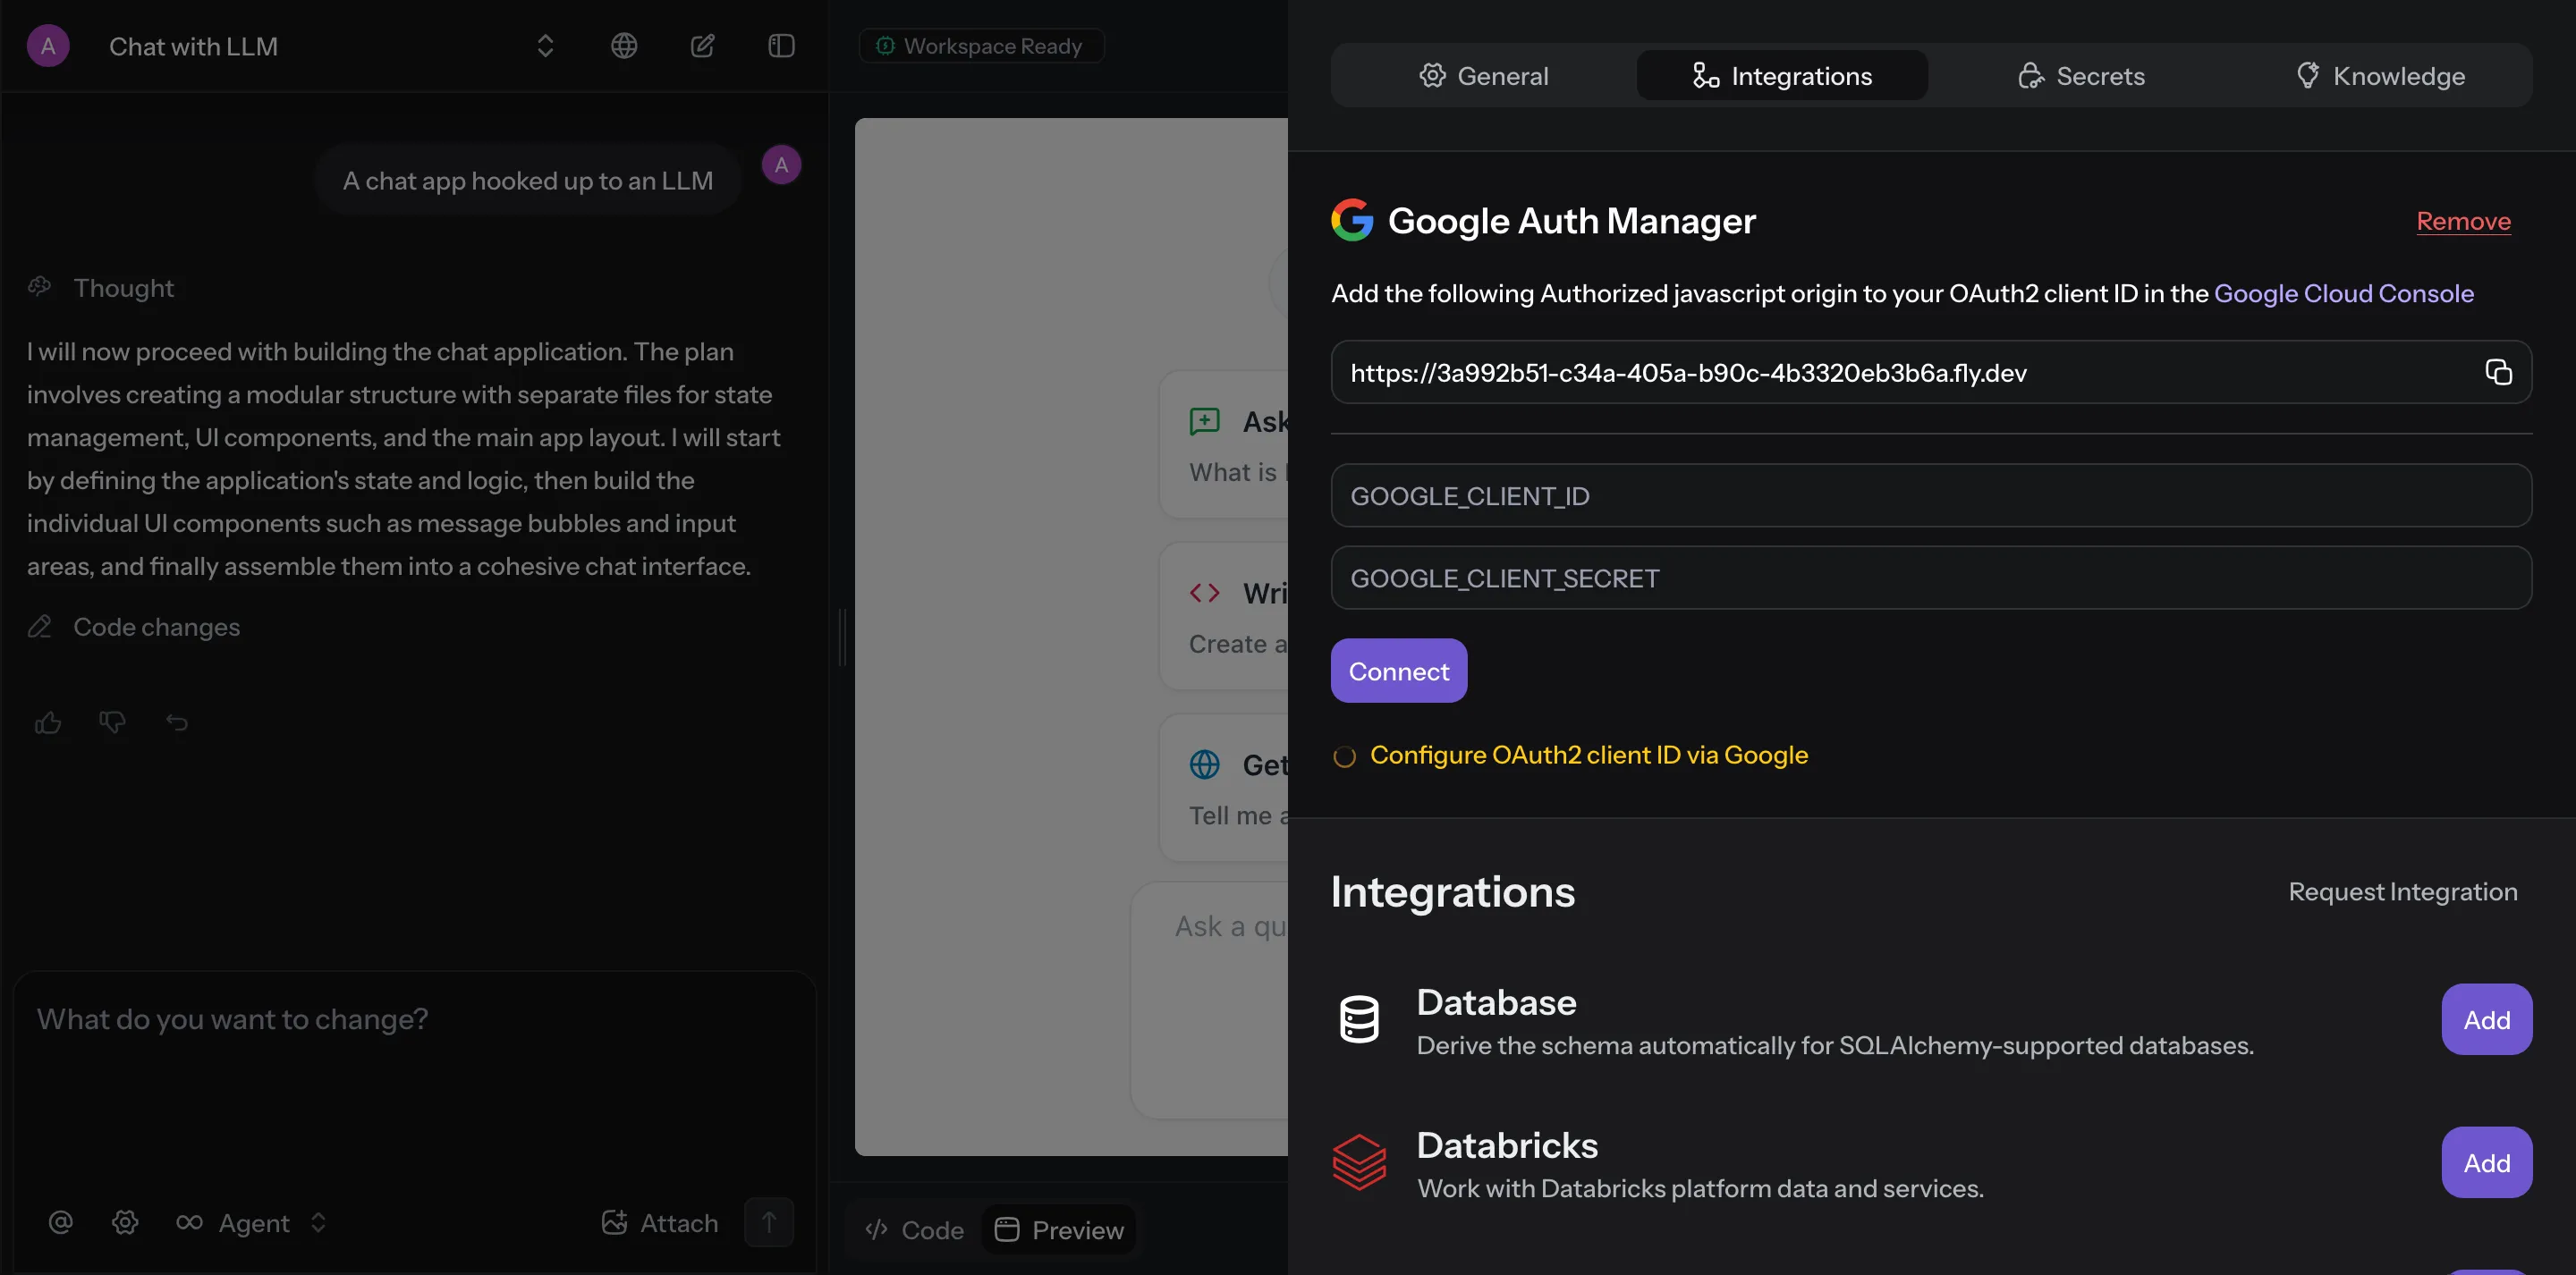 A
Chat with LLM
A chat app hooked up to an LLM
A
Thought
I will now proceed with building the chat application. The plan
involves creating a modular structure with separate files for state
management, UI components, and the main app layout. I will start
by defining the application's state and logic, then build the
individual UI components such as message bubbles and input
areas, and finally assemble them into a cohesive chat interface.
Code changes
What do you want to change?
Agent
Attach
Workspace Ready
Ask
What is
Wri
Create a
Get
Tell me a
Ask a qu
Code
Preview
General
Integrations
Secrets
Knowledge
Google Auth Manager
Remove
Add the following Authorized javascript origin to your OAuth2 client ID in the Google Cloud Console
https://3a992b51-c34a-405a-b90c-4b3320eb3b6a.fly.dev
GOOGLE_CLIENT_ID
GOOGLE_CLIENT_SECRET
Connect
Configure OAuth2 client ID via Google
Integrations
Request Integration
Database
Derive the schema automatically for SQLAlchemy-supported databases.
Add
Databricks
Work with Databricks platform data and services.
Add